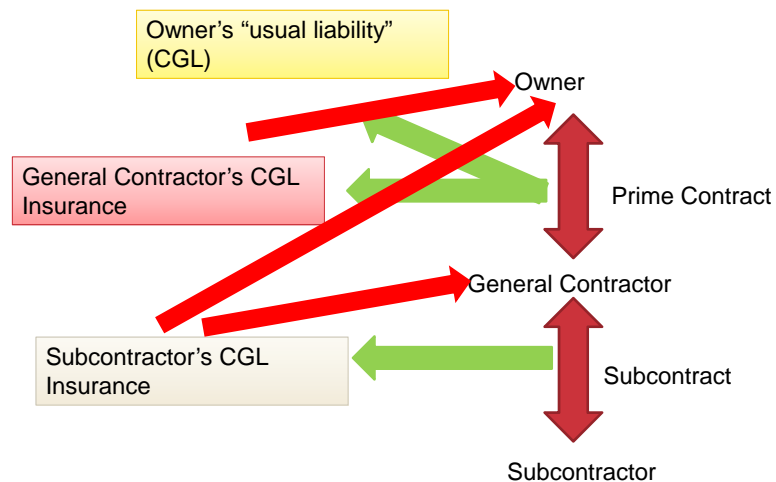 Owner’s “usual liability”
(CGL)
Owner
General Contractor’s CGL
Insurance
Prime Contract
General Contractor
Subcontractor’s CGL
Insurance
Subcontract
Subcontractor